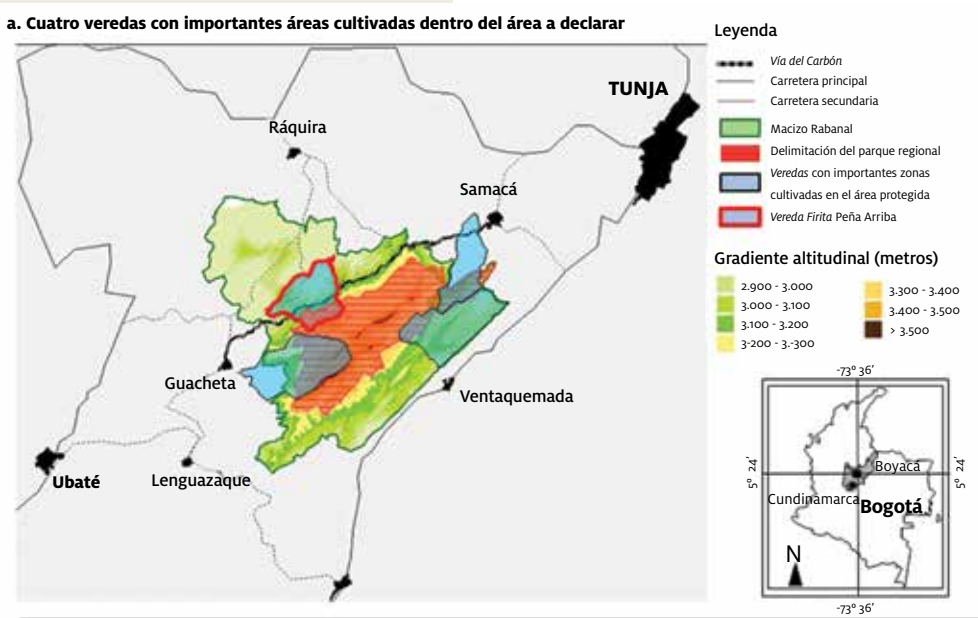 a. Cuatro veredas con importantes áreas cultivadas dentro del área a declarar
TUNJA
Ráquira
Samacá
Guacheta
Ventaquemada
Ubaté
Lenguazaque
Leyenda
Vía del Carbón
Carretera principal
Carretera secundaria
Macizo Rabanal
Delimitación del parque regional
Veredas con importantes zonas
cultivadas en el área protegida
Vereda Firita Peña Arriba
Gradiente altitudinal (metros)
2.900 - 3.000
3.000 - 3.100
3.100 - 3.200
3-200 - 3.-300
3.300 - 3.400
3.400 - 3.500
> 3.500
-73° 36’
5° 24’
Boyacá
Cundinamarca
Bogotá
5° 24’
N
-73° 36’